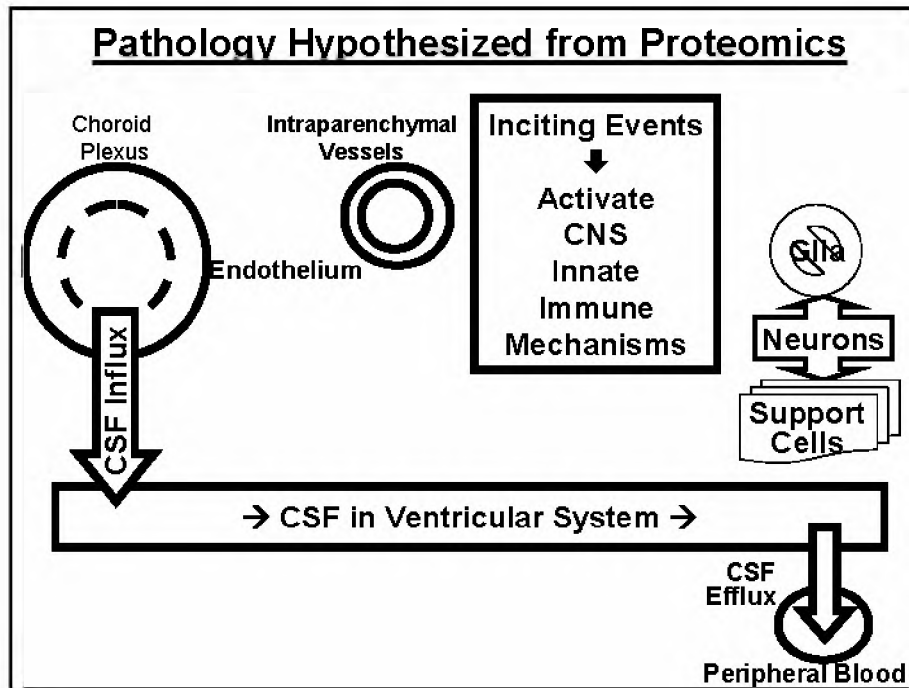 Pathology Hypothesized from Proteomics
Choroid
Plexus
Endothelium
CSF Influx
Intraparenchymal
Vessels
Inciting Events
Activate
CNS
Innate
Immune
Mechanisms
Glia
Neurons
Support
Cells
→ CSF in Ventricular System →
CSF
Efflux
Peripheral Blood